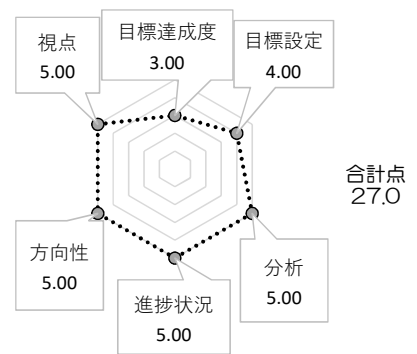 目標達成度
3.00
目標設定
4.00
分析
5.00
進捗状況
5.00
方向性
5.00
視点
5.00
合計点
27.0